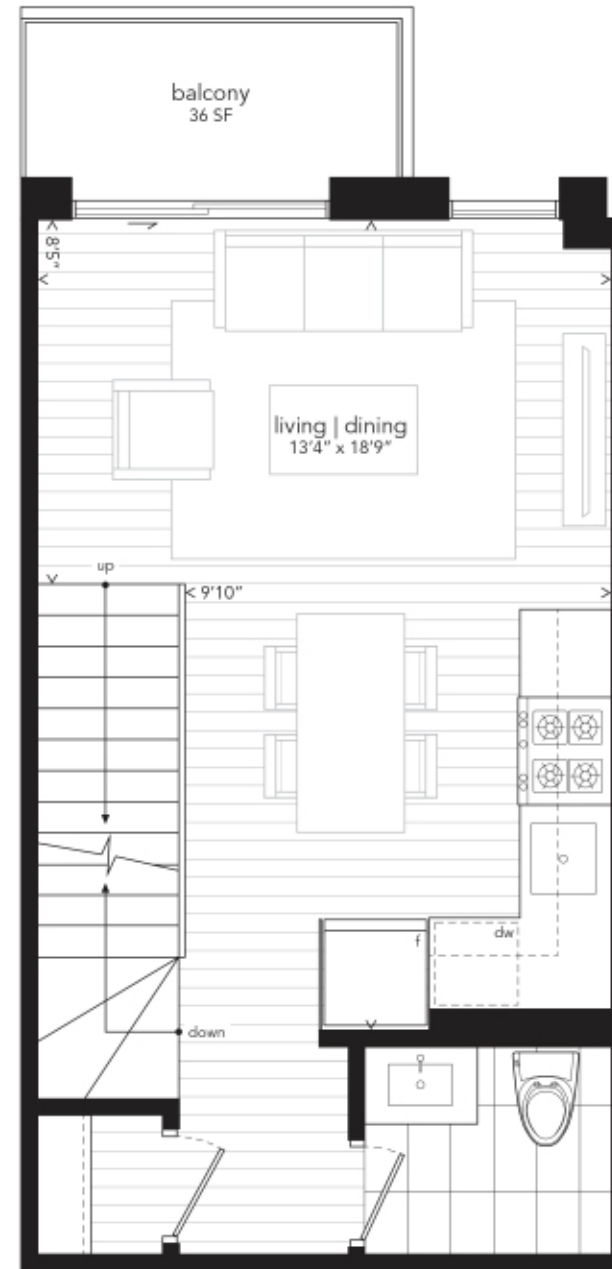 balcony
36 SF
8'5"
living | dining
13'4" x 18'9"
up
9'10"
f
dw
down